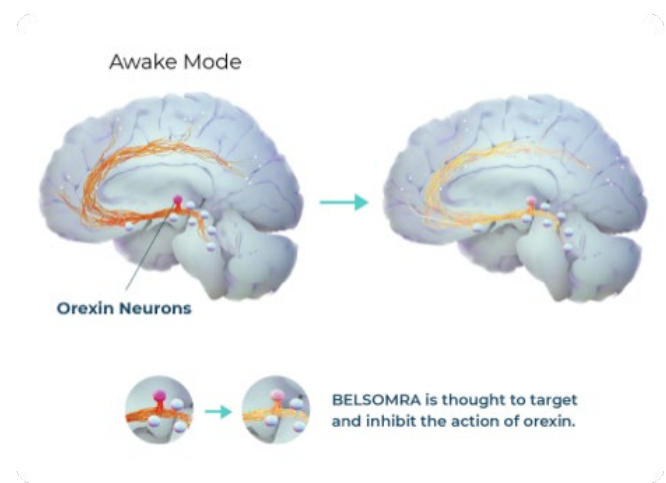 Awake Mode
Orexin Neurons
BELSOMRA is thought to target
and inhibit the action of orexin.